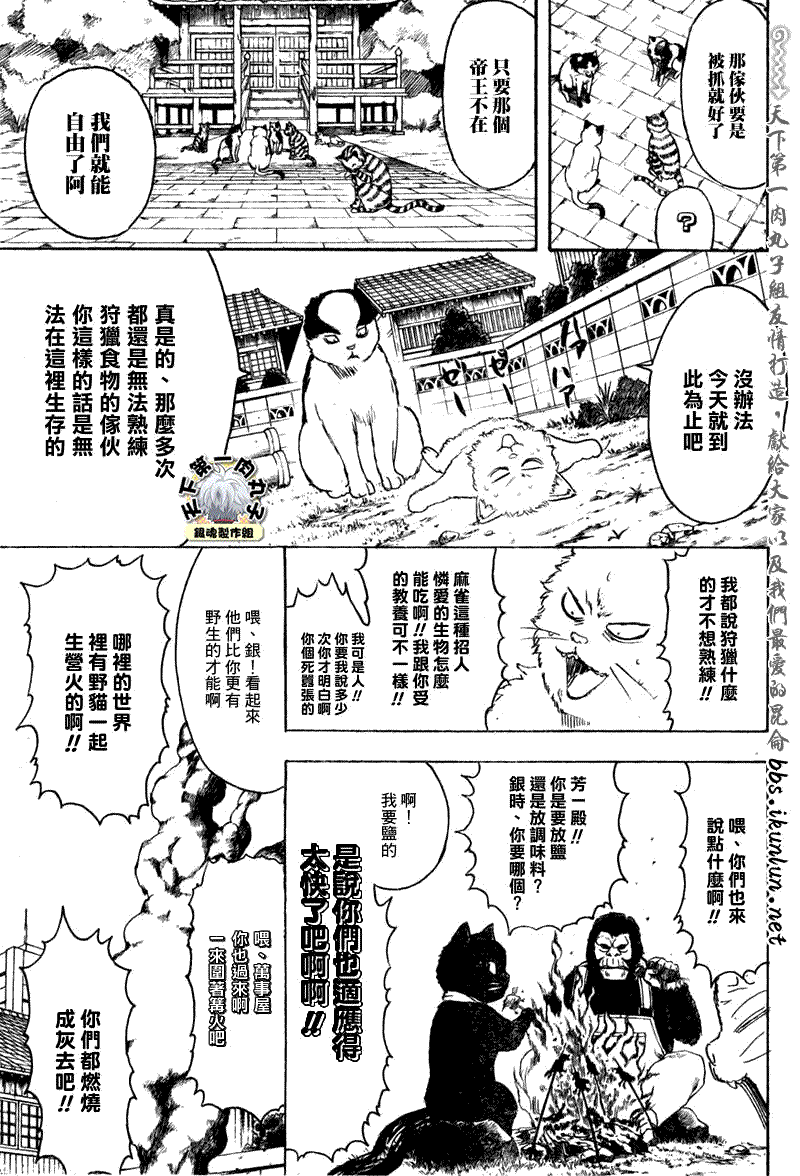 那傢伙要是
被抓就好了
?
只要那個
帝王不在
我們就能
自由了阿
沒辦法
今天就到
此為止吧
ハァ
ハァ
ゼー
ゼー
真是的、那麼多次
都還是無法熟練
狩獵食物的傢伙
你這樣的話是無
法在這裡生存的
天下第一肉丸子
銀魂製作組
我都說狩獵什麼
的才不想熟練!!
麻雀這種招人
憐愛的生物怎麼
能吃啊!!我跟你受
的教養可不一樣!!
我可是人!!
你要我說多少
次你才明白啊
你個死囂張的
喂、銀!看起來
他們比你更有
野生的才能啊
哪裡的世界
裡有野貓一起
生營火的啊!!
喂、你們也來
說點什麼啊!!
芳一殿!!
你是要放鹽
還是放調味料?
銀時、你要哪個?
啊!
我要鹽的
是說你們也適應得
太快了吧啊啊!!
喂、萬事屋
你也過來啊
一來圍著篝火吧
你們都燃燒
成灰去吧!!
天下第一肉丸子組友情打造，獻給大家以及我們最愛的昆侖 bbs.ikunlun.net